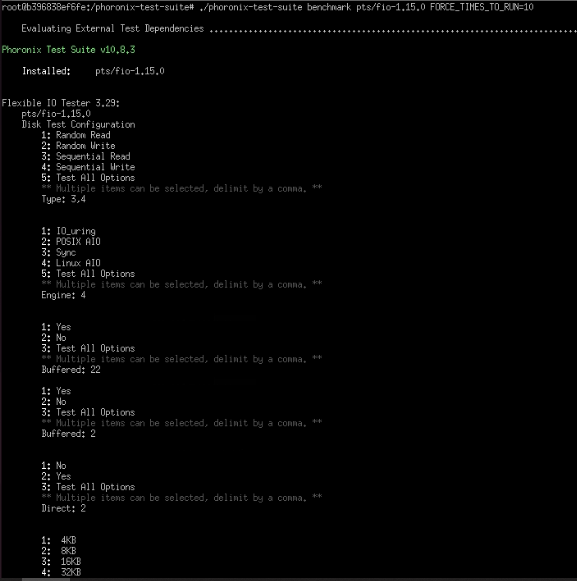 root@b396838ef6fe:/phoronix-test-suite# ./phoronix-test-suite benchmark pts/fio-1.15.0 FORCE_TIMES_TO_RUN=10
Evaluating External Test Dependencies .......................................................................
Phoronix Test Suite v10.8.3
Installed: pts/fio-1.15.0
Flexible IO Tester 3.29:
pts/fio-1.15.0
Disk Test Configuration
1: Random Read
2: Random Write
3: Sequential Read
4: Sequential Write
5: Test All Options
** Multiple items can be selected, delimit by a comma. **
Type: 3,4
1: IO_uring
2: POSIX AIO
3: Sync
4: Linux AIO
5: Test All Options
** Multiple items can be selected, delimit by a comma. **
Engine: 4
1: Yes
2: No
3: Test All Options
** Multiple items can be selected, delimit by a comma. **
Buffered: 22
1: Yes
2: No
3: Test All Options
** Multiple items can be selected, delimit by a comma. **
Buffered: 2
1: No
2: Yes
3: Test All Options
** Multiple items can be selected, delimit by a comma. **
Direct: 2
1: 4KB
2: 8KB
3: 16KB
4: 32KB